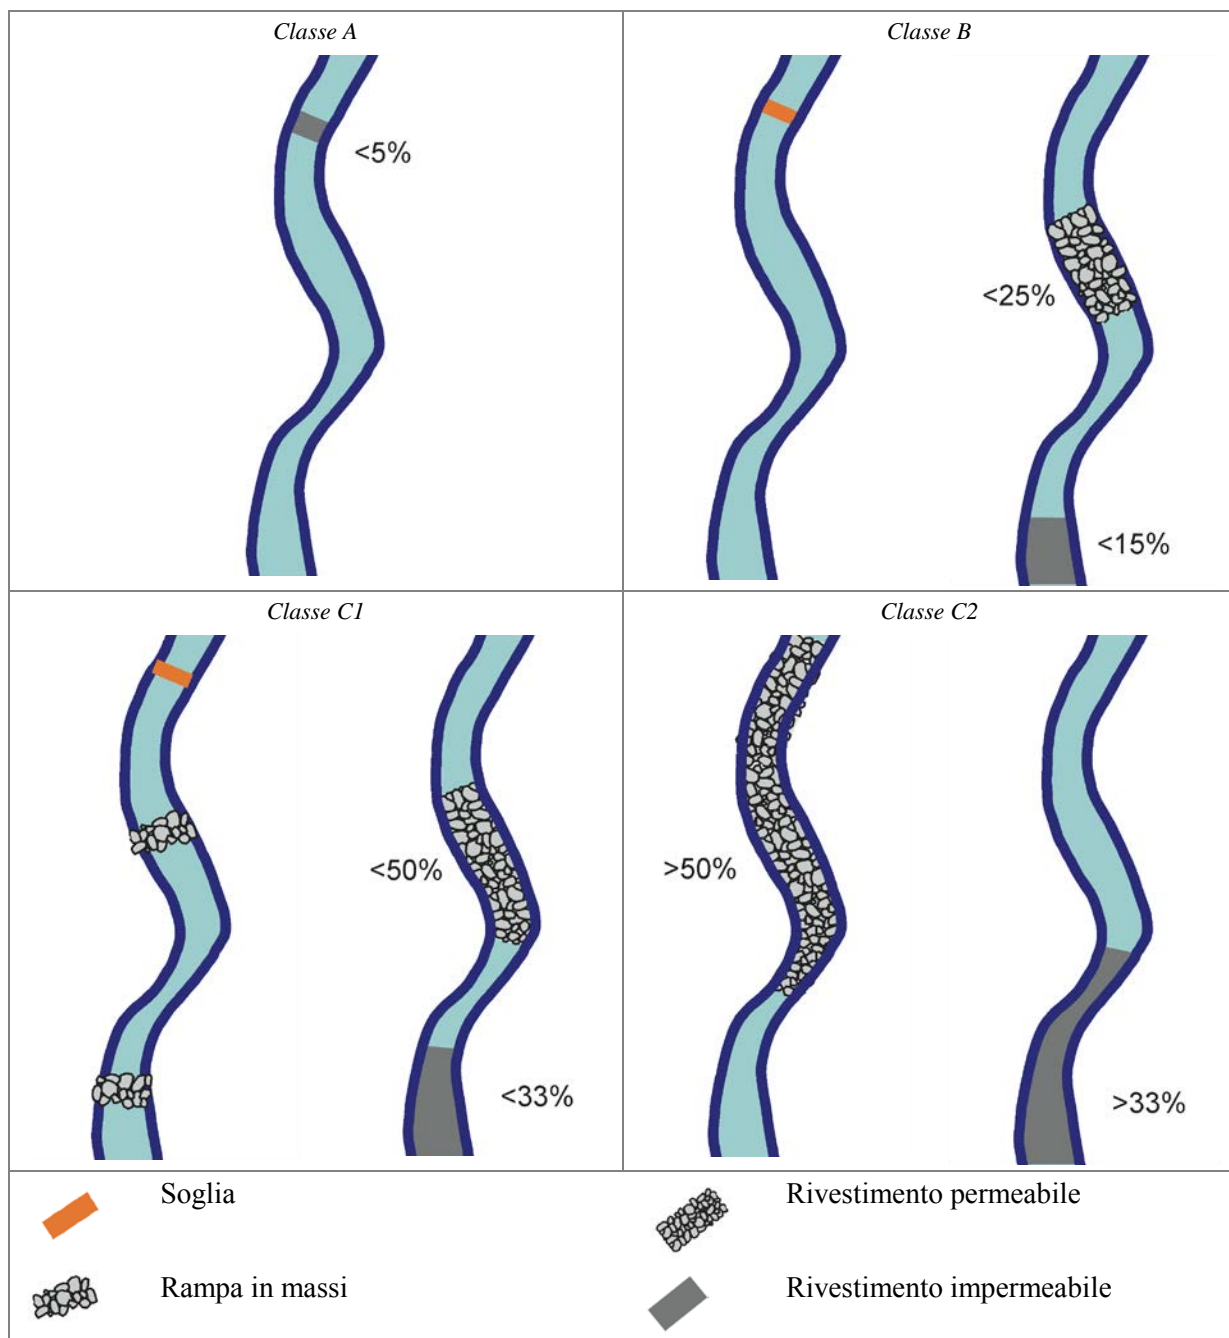 Classe A
<5%
Classe B
<25%
<15%
Classe C1
<50%
<33%
Classe C2
>50%
>33%
Soglia
Rivestimento permeabile
Rampa in massi
Rivestimento impermeabile